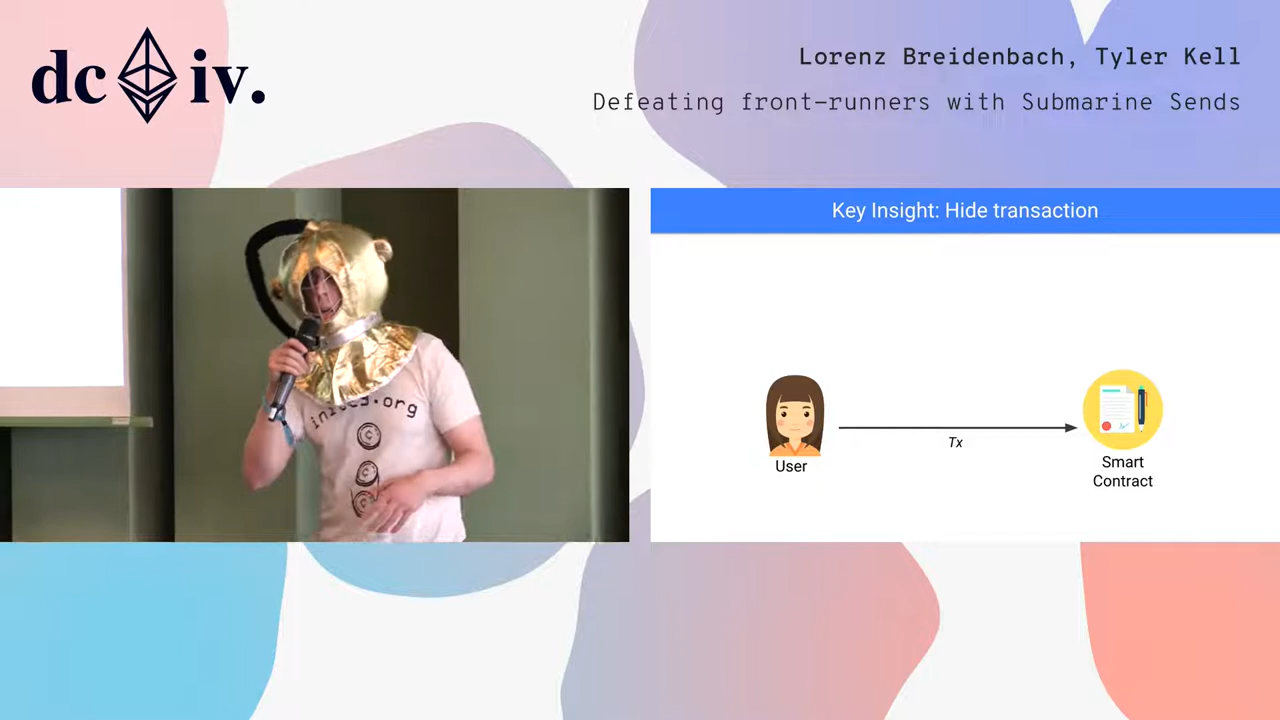 dc iv.
Lorenz Breidenbach, Tyler Kell
Defeating front-runners with Submarine Sends
Key Insight: Hide transaction
Tx
User
Smart
Contract
.org